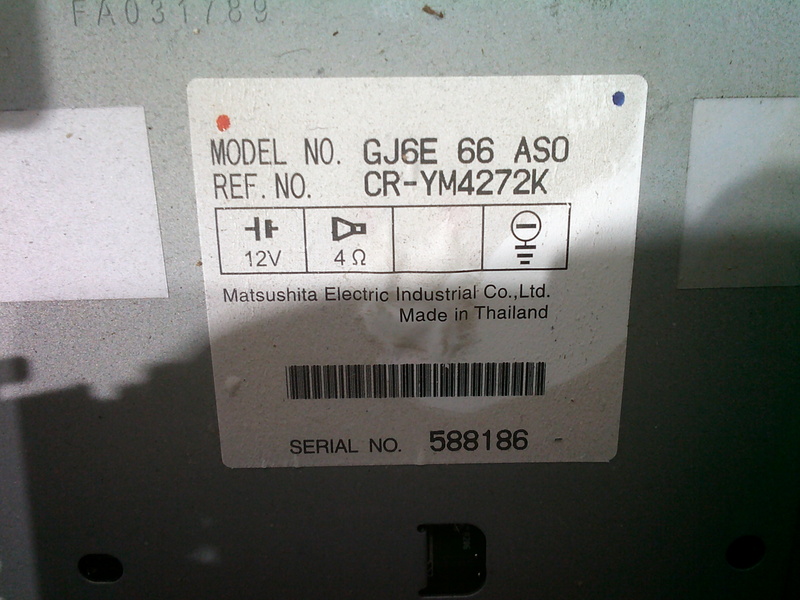 FA031789
MODEL NO. GJ6E 66 AS0
REF. NO. CR-YM4272K
12V 4 Ω
Matsushita Electric Industrial Co.,Ltd.
Made in Thailand
SERIAL NO. 588186